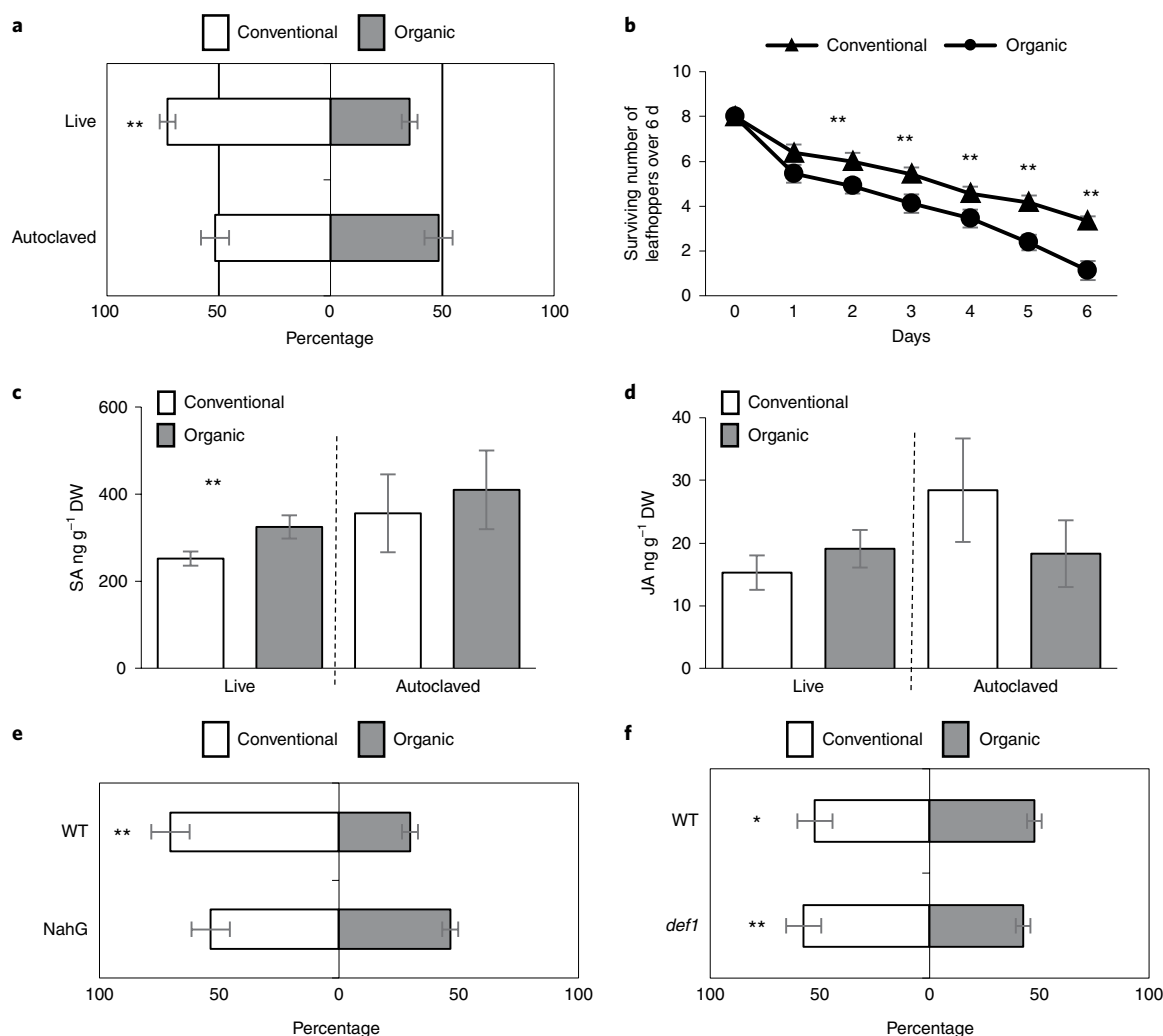 a
Conventional Organic
Live
**
Autoclaved
100 50 0 50 100
Percentage
b
Conventional Organic
10
8
6
4
2
0
Surviving number of
leafhoppers over 6 d
** ** ** ** **
0 1 2 3 4 5 6
Days
c
Conventional
Organic
600
400
200
0
SA ng g⁻¹ DW
**
Live Autoclaved
d
Conventional
Organic
40
30
20
10
0
JA ng g⁻¹ DW
Live Autoclaved
e
Conventional Organic
WT
**
NahG
100 50 0 50 100
Percentage
f
Conventional Organic
WT
*
def1
**
100 50 0 50 100
Percentage